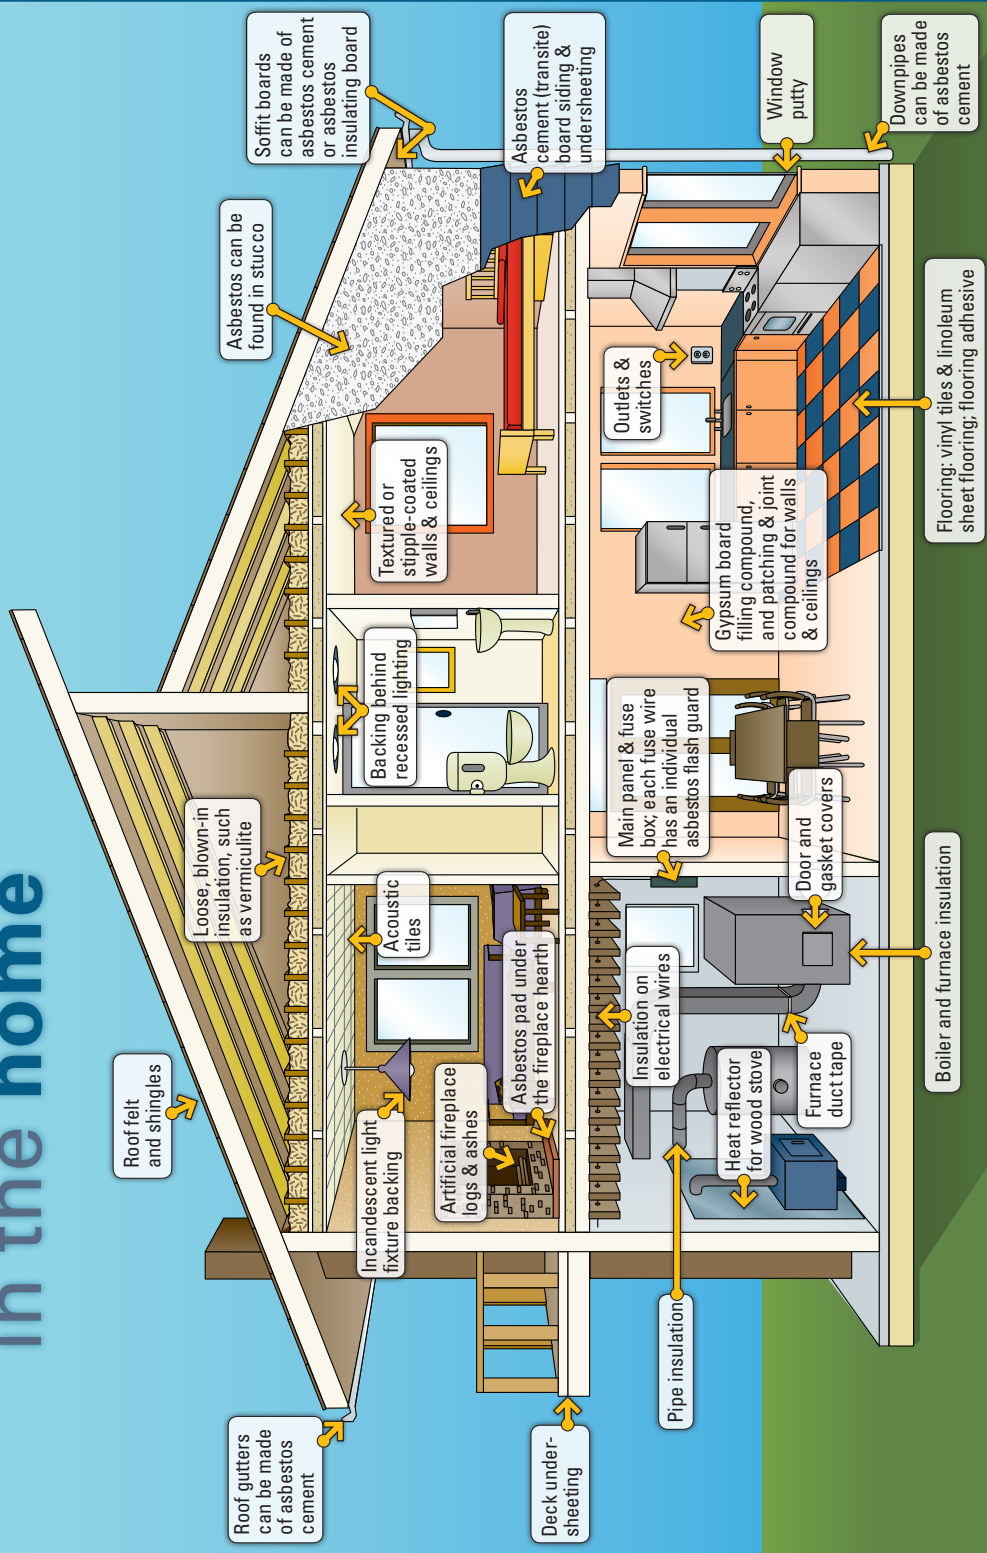 in the home
Roof felt
and shingles
Loose, blown-in
insulation, such
as vermiculite
Asbestos can be
found in stucco
Soffit boards
can be made of
asbestos cement
or asbestos
insulating board
Roof gutters
can be made
of asbestos
cement
Incandescent light
fixture backing
Acoustic
tiles
Backing behind
recessed lighting
Textured or
stipple-coated
walls & ceilings
Asbestos
cement (transite)
board siding &
undersheeting
Artificial fireplace
logs & ashes
Asbestos pad under
the fireplace hearth
Deck under-
sheeting
Insulation on
electrical wires
Main panel & fuse
box; each fuse wire
has an individual
asbestos flash guard
Outlets &
switches
Gypsum board
filling compound,
and patching & joint
compound for walls
& ceilings
Window
putty
Pipe insulation
Heat reflector
for wood stove
Furnace
duct tape
Door and
gasket covers
Downpipes
can be made
of asbestos
cement
Boiler and furnace insulation
Flooring: vinyl tiles & linoleum
sheet flooring; flooring adhesive